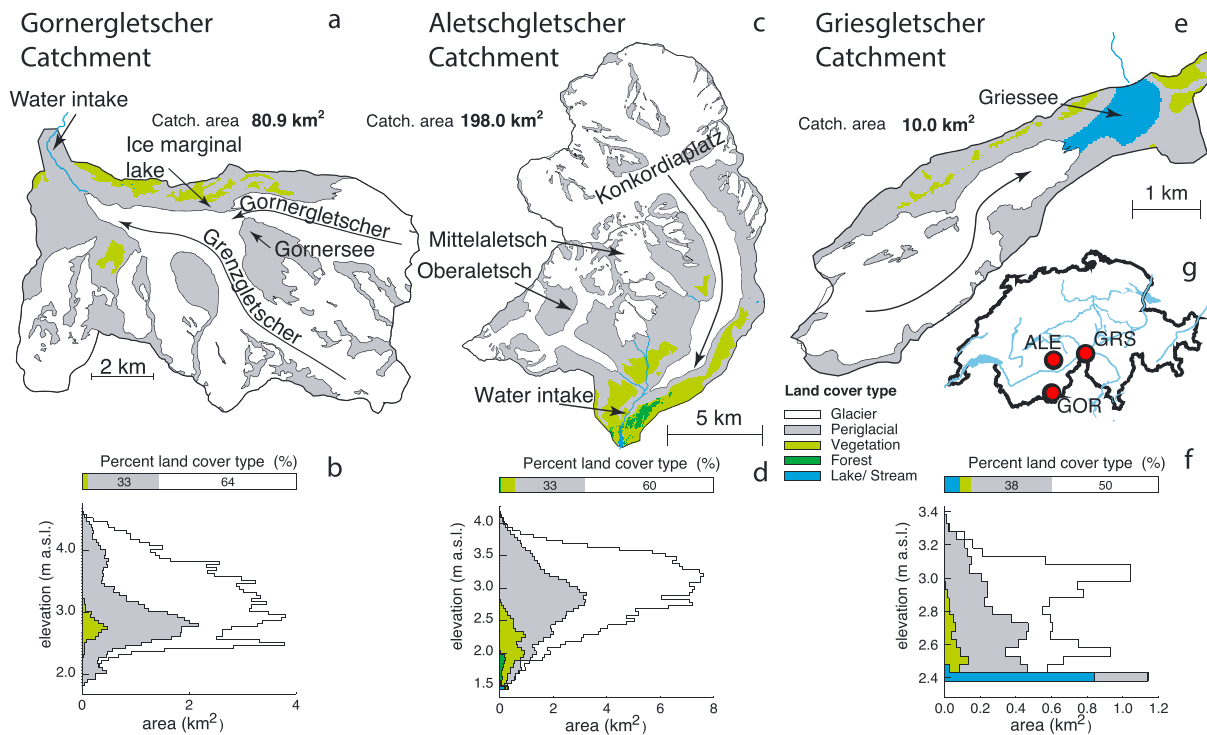 Gornergletscher
Catchment
a
Water intake
Catch. area 80.9 km²
Ice marginal
lake
Gornergletscher
Gornersee
Grenzgletscher
2 km
Percent land cover type (%)
b
33 64
elevation (m a.s.l.)
4.0
3.0
2.0
0 2 4
area (km²)
Aletschgletscher
Catchment
c
Catch. area 198.0 km²
Konkordiaplatz
Mittelaletsch
Oberaletsch
Water intake
5 km
Percent land cover type (%)
d
33 60
elevation (m a.s.l.)
4.0
3.5
3.0
2.5
2.0
1.5
0 2 4 6 8
area (km²)
Griesgletscher
Catchment
e
Griessee
Catch. area 10.0 km²
1 km
g
ALE
GRS
GOR
Land cover type
Glacier
Periglacial
Vegetation
Forest
Lake/ Stream
Percent land cover type (%)
f
38 50
elevation (m a.s.l.)
3.4
3.2
3.0
2.8
2.6
2.4
0.0 0.2 0.4 0.6 0.8 1.0 1.2
area (km²)